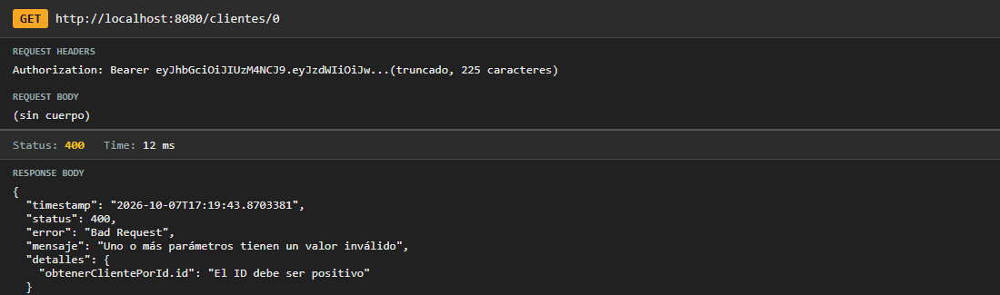 GET http://localhost:8080/clientes/0
REQUEST HEADERS
Authorization: Bearer eyJhbGciOiJIUzM4NCJ9.eyJzdWIiOiJw...(truncado, 225 caracteres)
REQUEST BODY
(sin cuerpo)
Status: 400 Time: 12 ms
RESPONSE BODY
{
  "timestamp": "2026-10-07T17:19:43.8703381",
  "status": 400,
  "error": "Bad Request",
  "mensaje": "Uno o más parámetros tienen un valor inválido",
  "detalles": {
    "obtenerClientePorId.id": "El ID debe ser positivo"
  }